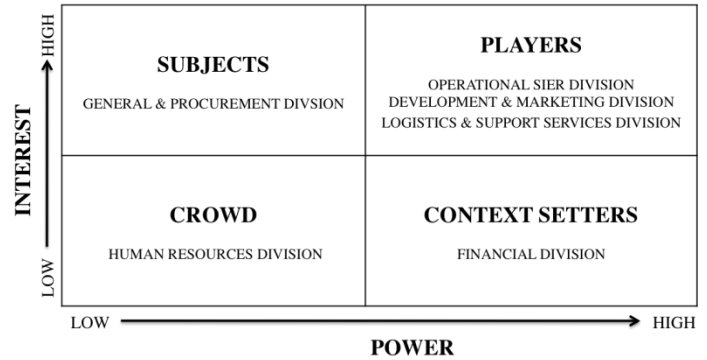 HIGH
INTEREST
LOW
SUBJECTS
GENERAL & PROCUREMENT DIVSION
PLAYERS
OPERATIONAL SIER DIVISION
DEVELOPMENT & MARKETING DIVISION
LOGISTICS & SUPPORT SERVICES DIVISION
CROWD
HUMAN RESOURCES DIVISION
CONTEXT SETTERS
FINANCIAL DIVISION
LOW
HIGH
POWER